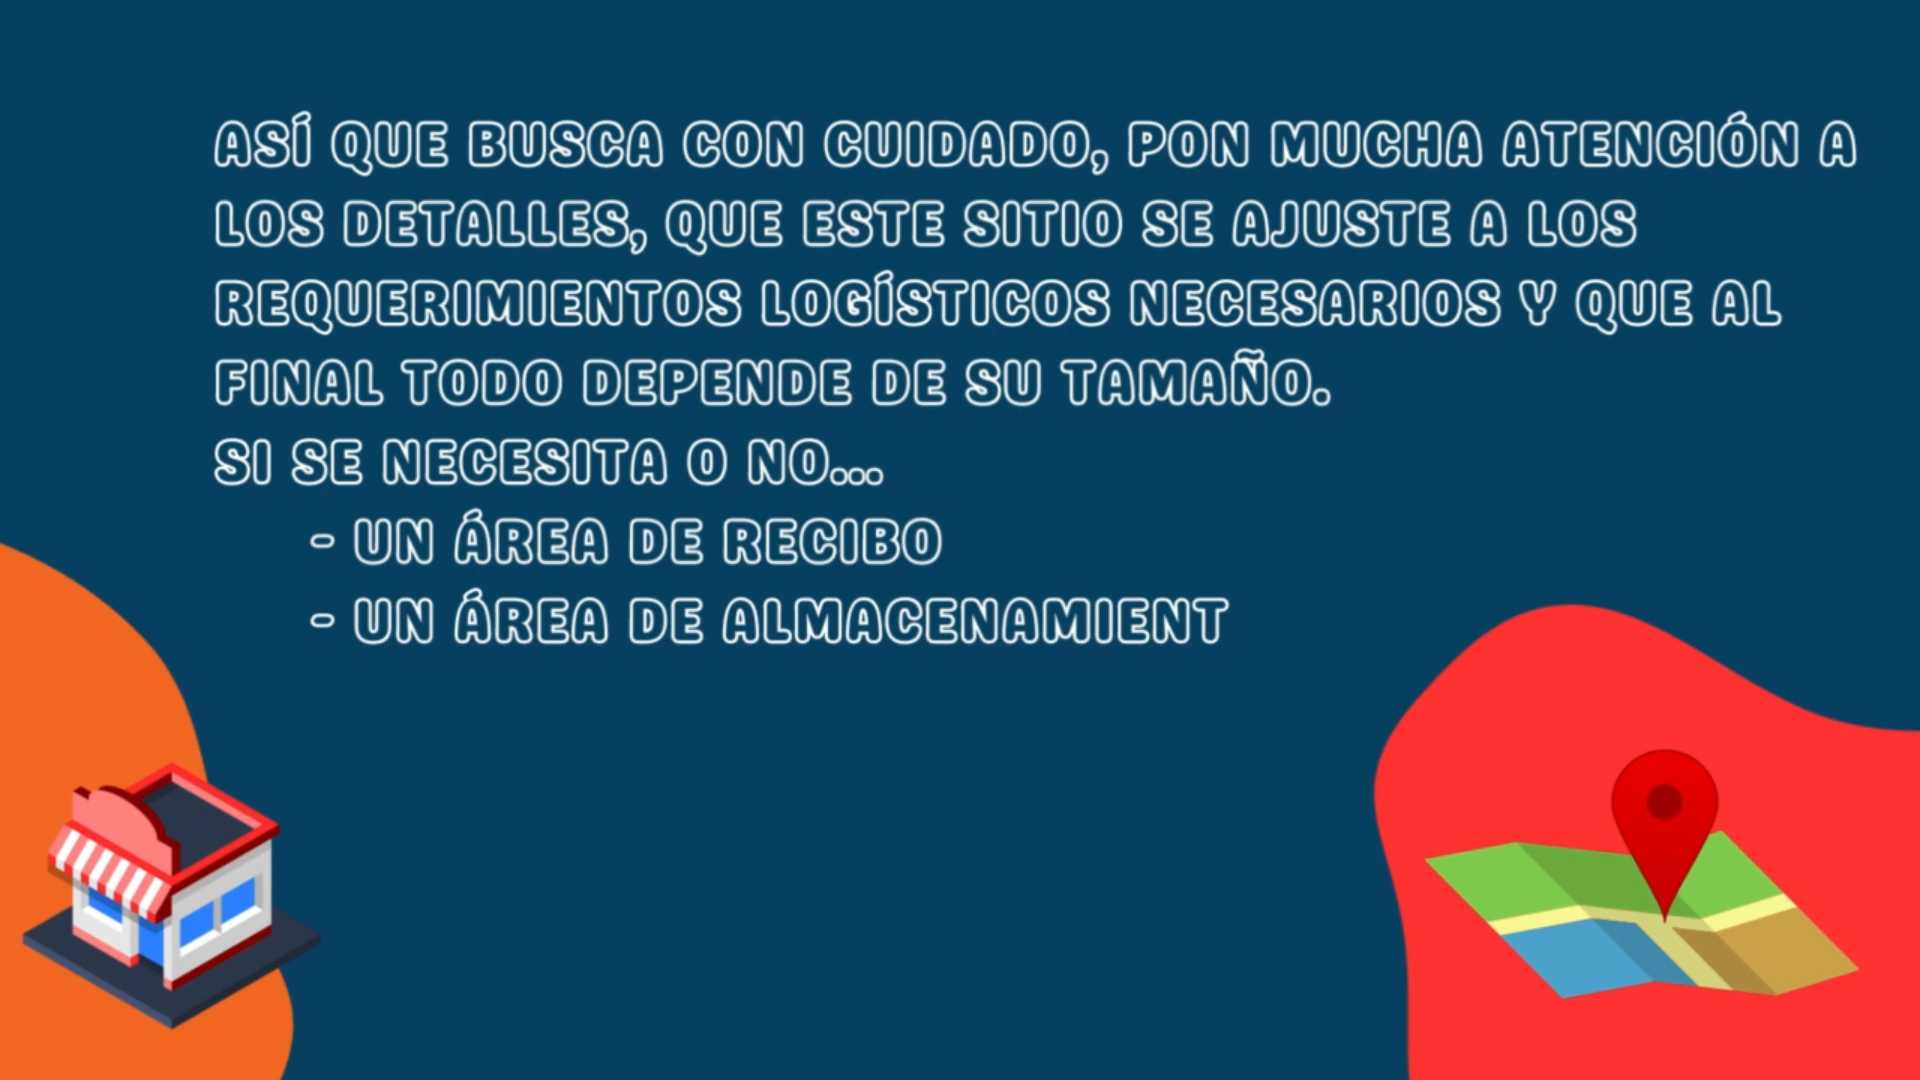 ASÍ QUE BUSCA CON CUIDADO, PON MUCHA ATENCIÓN A
LOS DETALLES, QUE ESTE SITIO SE AJUSTE A LOS
REQUERIMIENTOS LOGÍSTICOS NECESARIOS Y QUE AL
FINAL TODO DEPENDE DE SU TAMAÑO.
SI SE NECESITA O NO...
- UN ÁREA DE RECIBO
- UN ÁREA DE ALMACENAMIENT